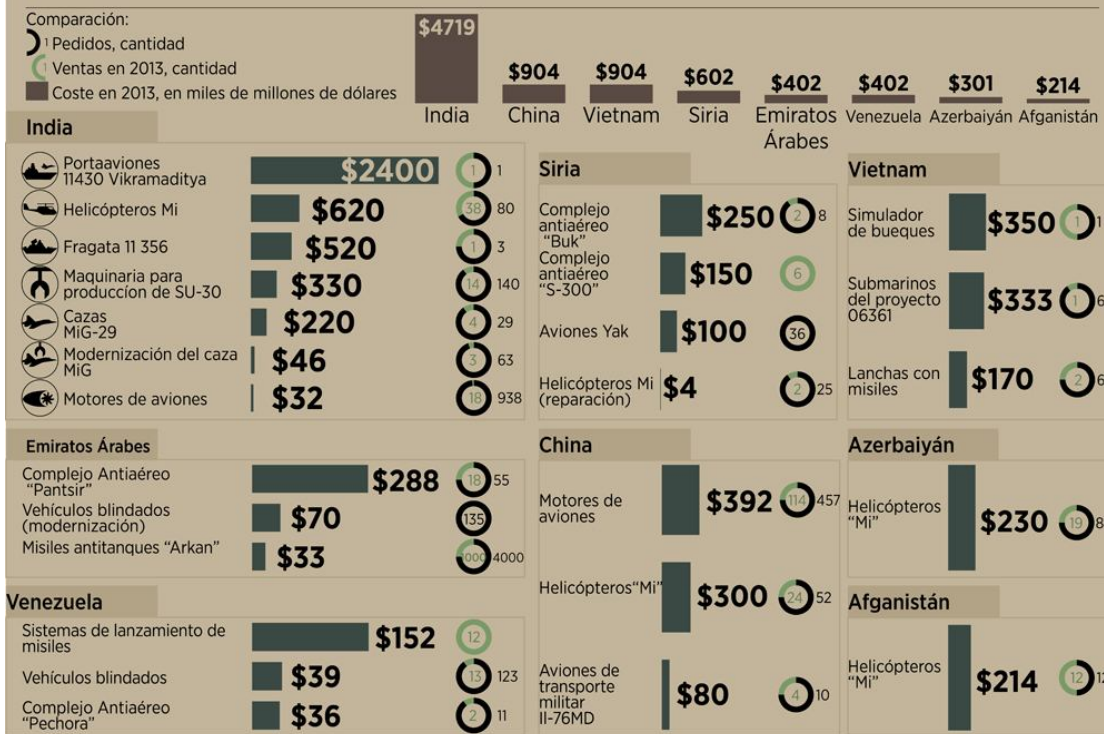 Comparación:
1 Pedidos, cantidad
1 Ventas en 2013, cantidad
Coste en 2013, en miles de millones de dólares
$4719
India
$904
China
$904
Vietnam
$602
Siria
$402
Emiratos
Árabes
$402
Venezuela
$301
Azerbaiyán
$214
Afganistán
India
Portaaviones
11430 Vikramaditya
$2400
1 1
Helicópteros Mi
$620
38 80
Fragata 11 356
$520
1 3
Maquinaria para
produccíon de SU-30
$330
14 140
Cazas
MiG-29
$220
4 29
Modernización del caza
MiG
$46
3 63
Motores de aviones
$32
18 938
Emiratos Árabes
Complejo Antiaéreo
"Pantsir"
$288
18 55
Vehículos blindados
(modernización)
$70
135
Misiles antitanques "Arkan"
$33
1000 4000
Venezuela
Sistemas de lanzamiento de
misiles
$152
12
Vehículos blindados
$39
13 123
Complejo Antiaéreo
"Pechora"
$36
2 11
Siria
Complejo
antiaéreo
"Buk"
$250
2 8
Complejo
antiaéreo
"S-300"
$150
6
Aviones Yak
$100
36
Helicópteros Mi
(reparación)
$4
2 25
China
Motores de
aviones
$392
114 457
Helicópteros"Mi"
$300
24 52
Aviones de
transporte
militar
Il-76MD
$80
4 10
Vietnam
Simulador
de bueques
$350
1 1
Submarinos
del proyecto
06361
$333
1 6
Lanchas con
misiles
$170
2 6
Azerbaiyán
Helicópteros
"Mi"
$230
19 8
Afganistán
Helicópteros
"Mi"
$214
12 12